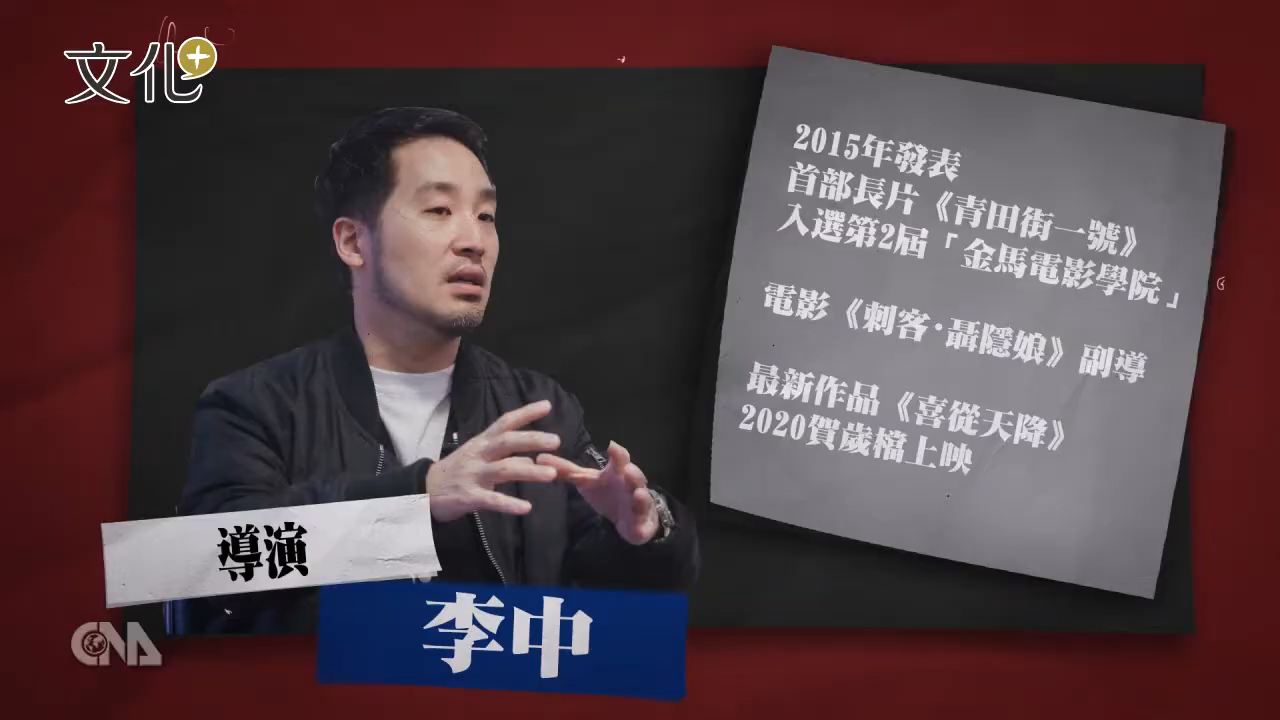 文化+
2015年發表
首部長片《青田街一號》
入選第2屆「金馬電影學院」
電影《刺客·聶隱娘》副導
最新作品《喜從天降》
2020賀歲檔上映
導演
李中
CNA